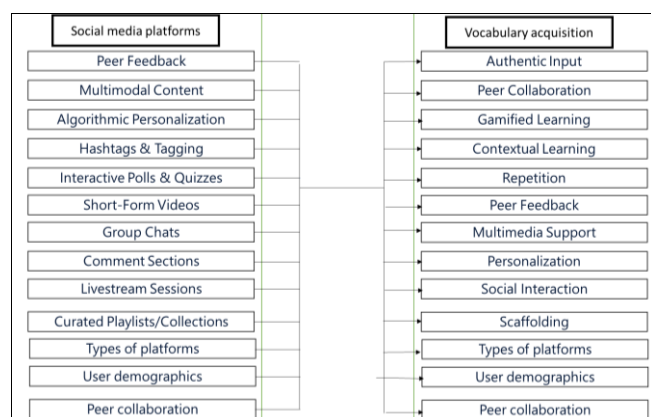 Social media platforms
Peer Feedback
Multimodal Content
Algorithmic Personalization
Hashtags & Tagging
Interactive Polls & Quizzes
Short-Form Videos
Group Chats
Comment Sections
Livestream Sessions
Curated Playlists/Collections
Types of platforms
User demographics
Peer collaboration
Vocabulary acquisition
Authentic Input
Peer Collaboration
Gamified Learning
Contextual Learning
Repetition
Peer Feedback
Multimedia Support
Personalization
Social Interaction
Scaffolding
Types of platforms
User demographics
Peer collaboration